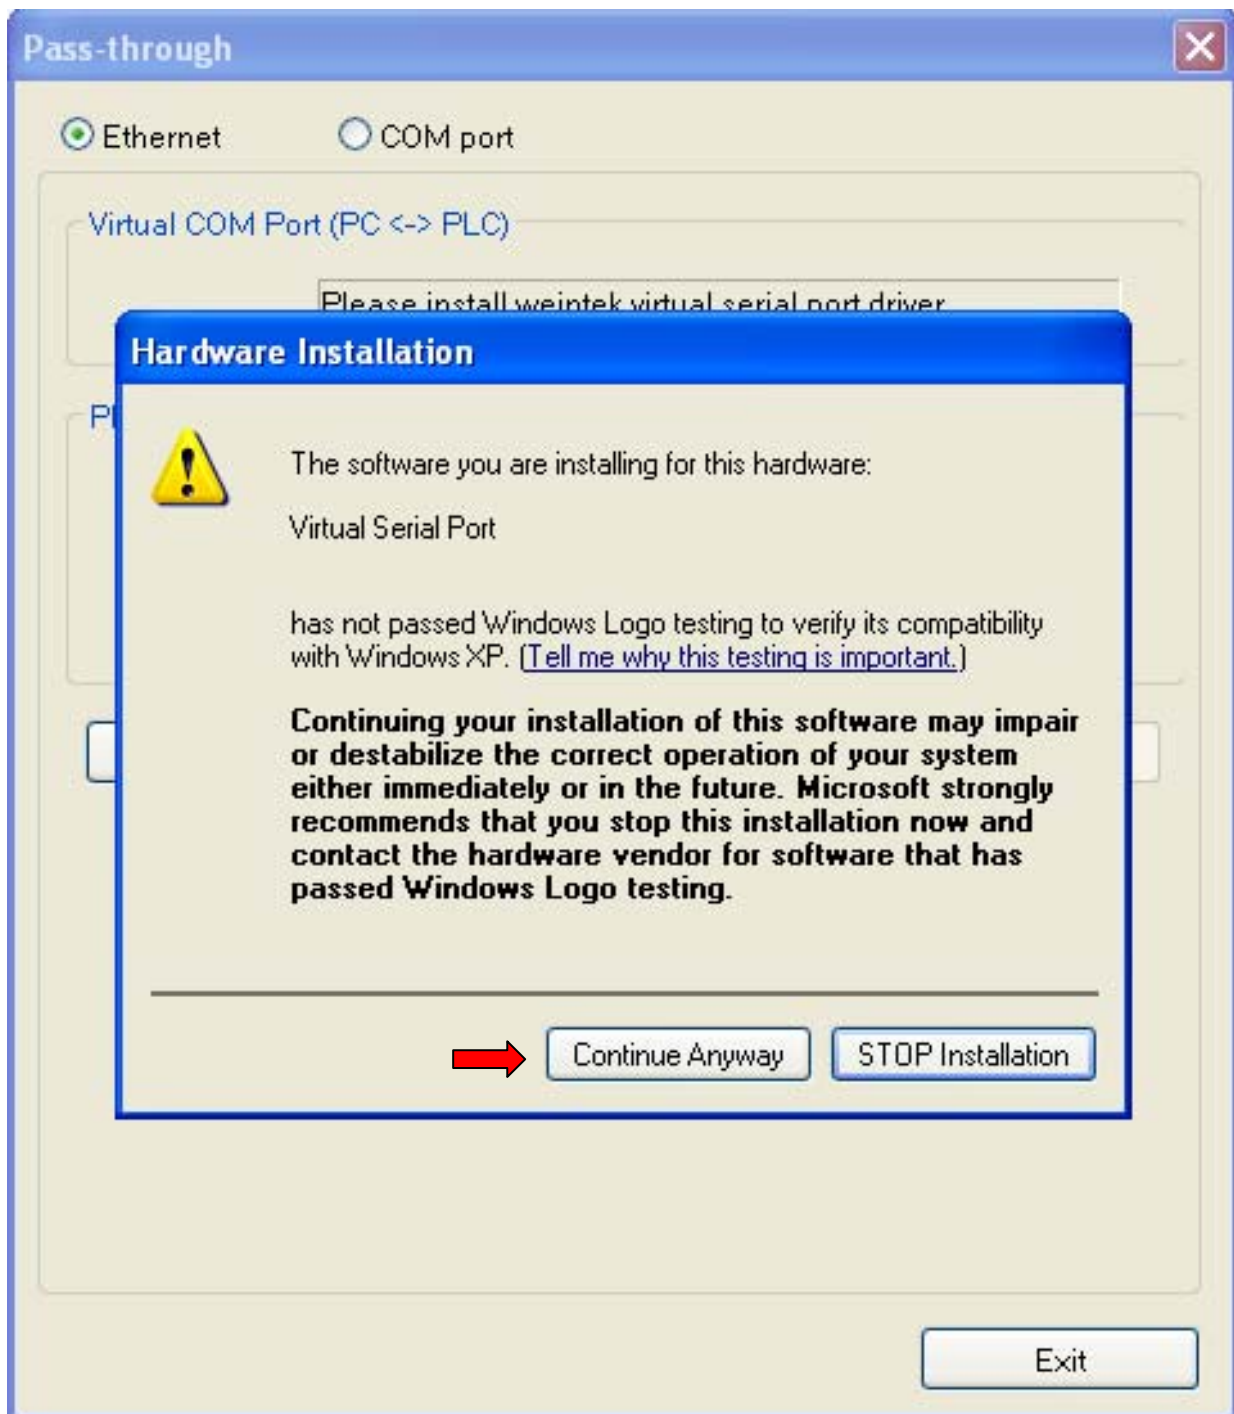 Pass-through
Ethernet COM port
Virtual COM Port (PC <-> PLC)
Please install weintek virtual serial port driver
Hardware Installation
The software you are installing for this hardware:
Virtual Serial Port
has not passed Windows Logo testing to verify its compatibility
with Windows XP. (Tell me why this testing is important.)
Continuing your installation of this software may impair
or destabilize the correct operation of your system
either immediately or in the future. Microsoft strongly
recommends that you stop this installation now and
contact the hardware vendor for software that has
passed Windows Logo testing.
Continue Anyway STOP Installation
Exit